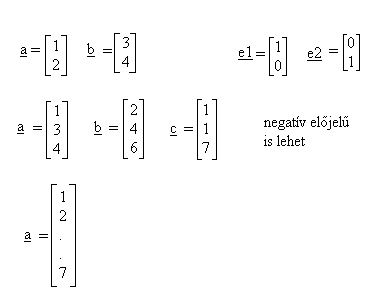 a = [1 2] b = [3 4] e1 = [1 0] e2 = [0 1]
a = [1 3 4] b = [2 4 6] c = [1 1 7] negatív előjelű
is lehet
a = [1 2 . . 7]